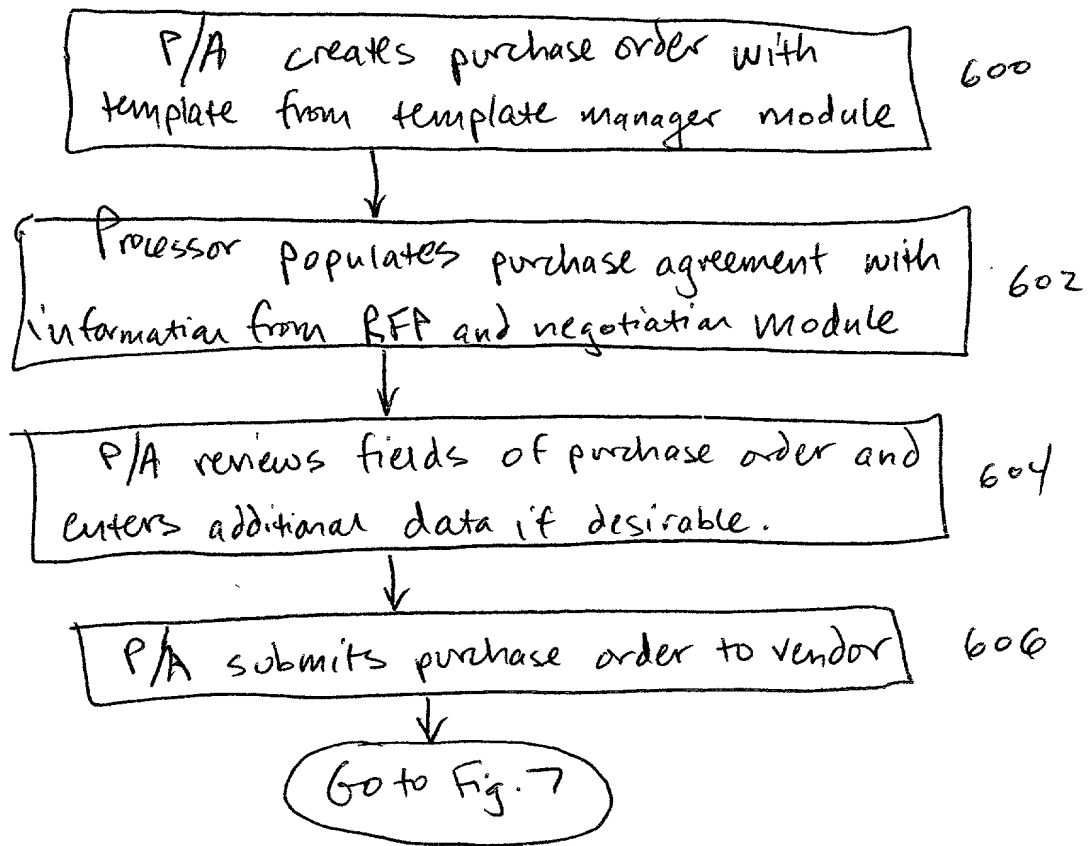 P/A creates purchase order with
template from template manager module
600
Processor populates purchase agreement with
information from RFP and negotiation module
602
P/A reviews fields of purchase order and
enters additional data if desirable.
604
P/A submits purchase order to vendor
606
Go to Fig. 7